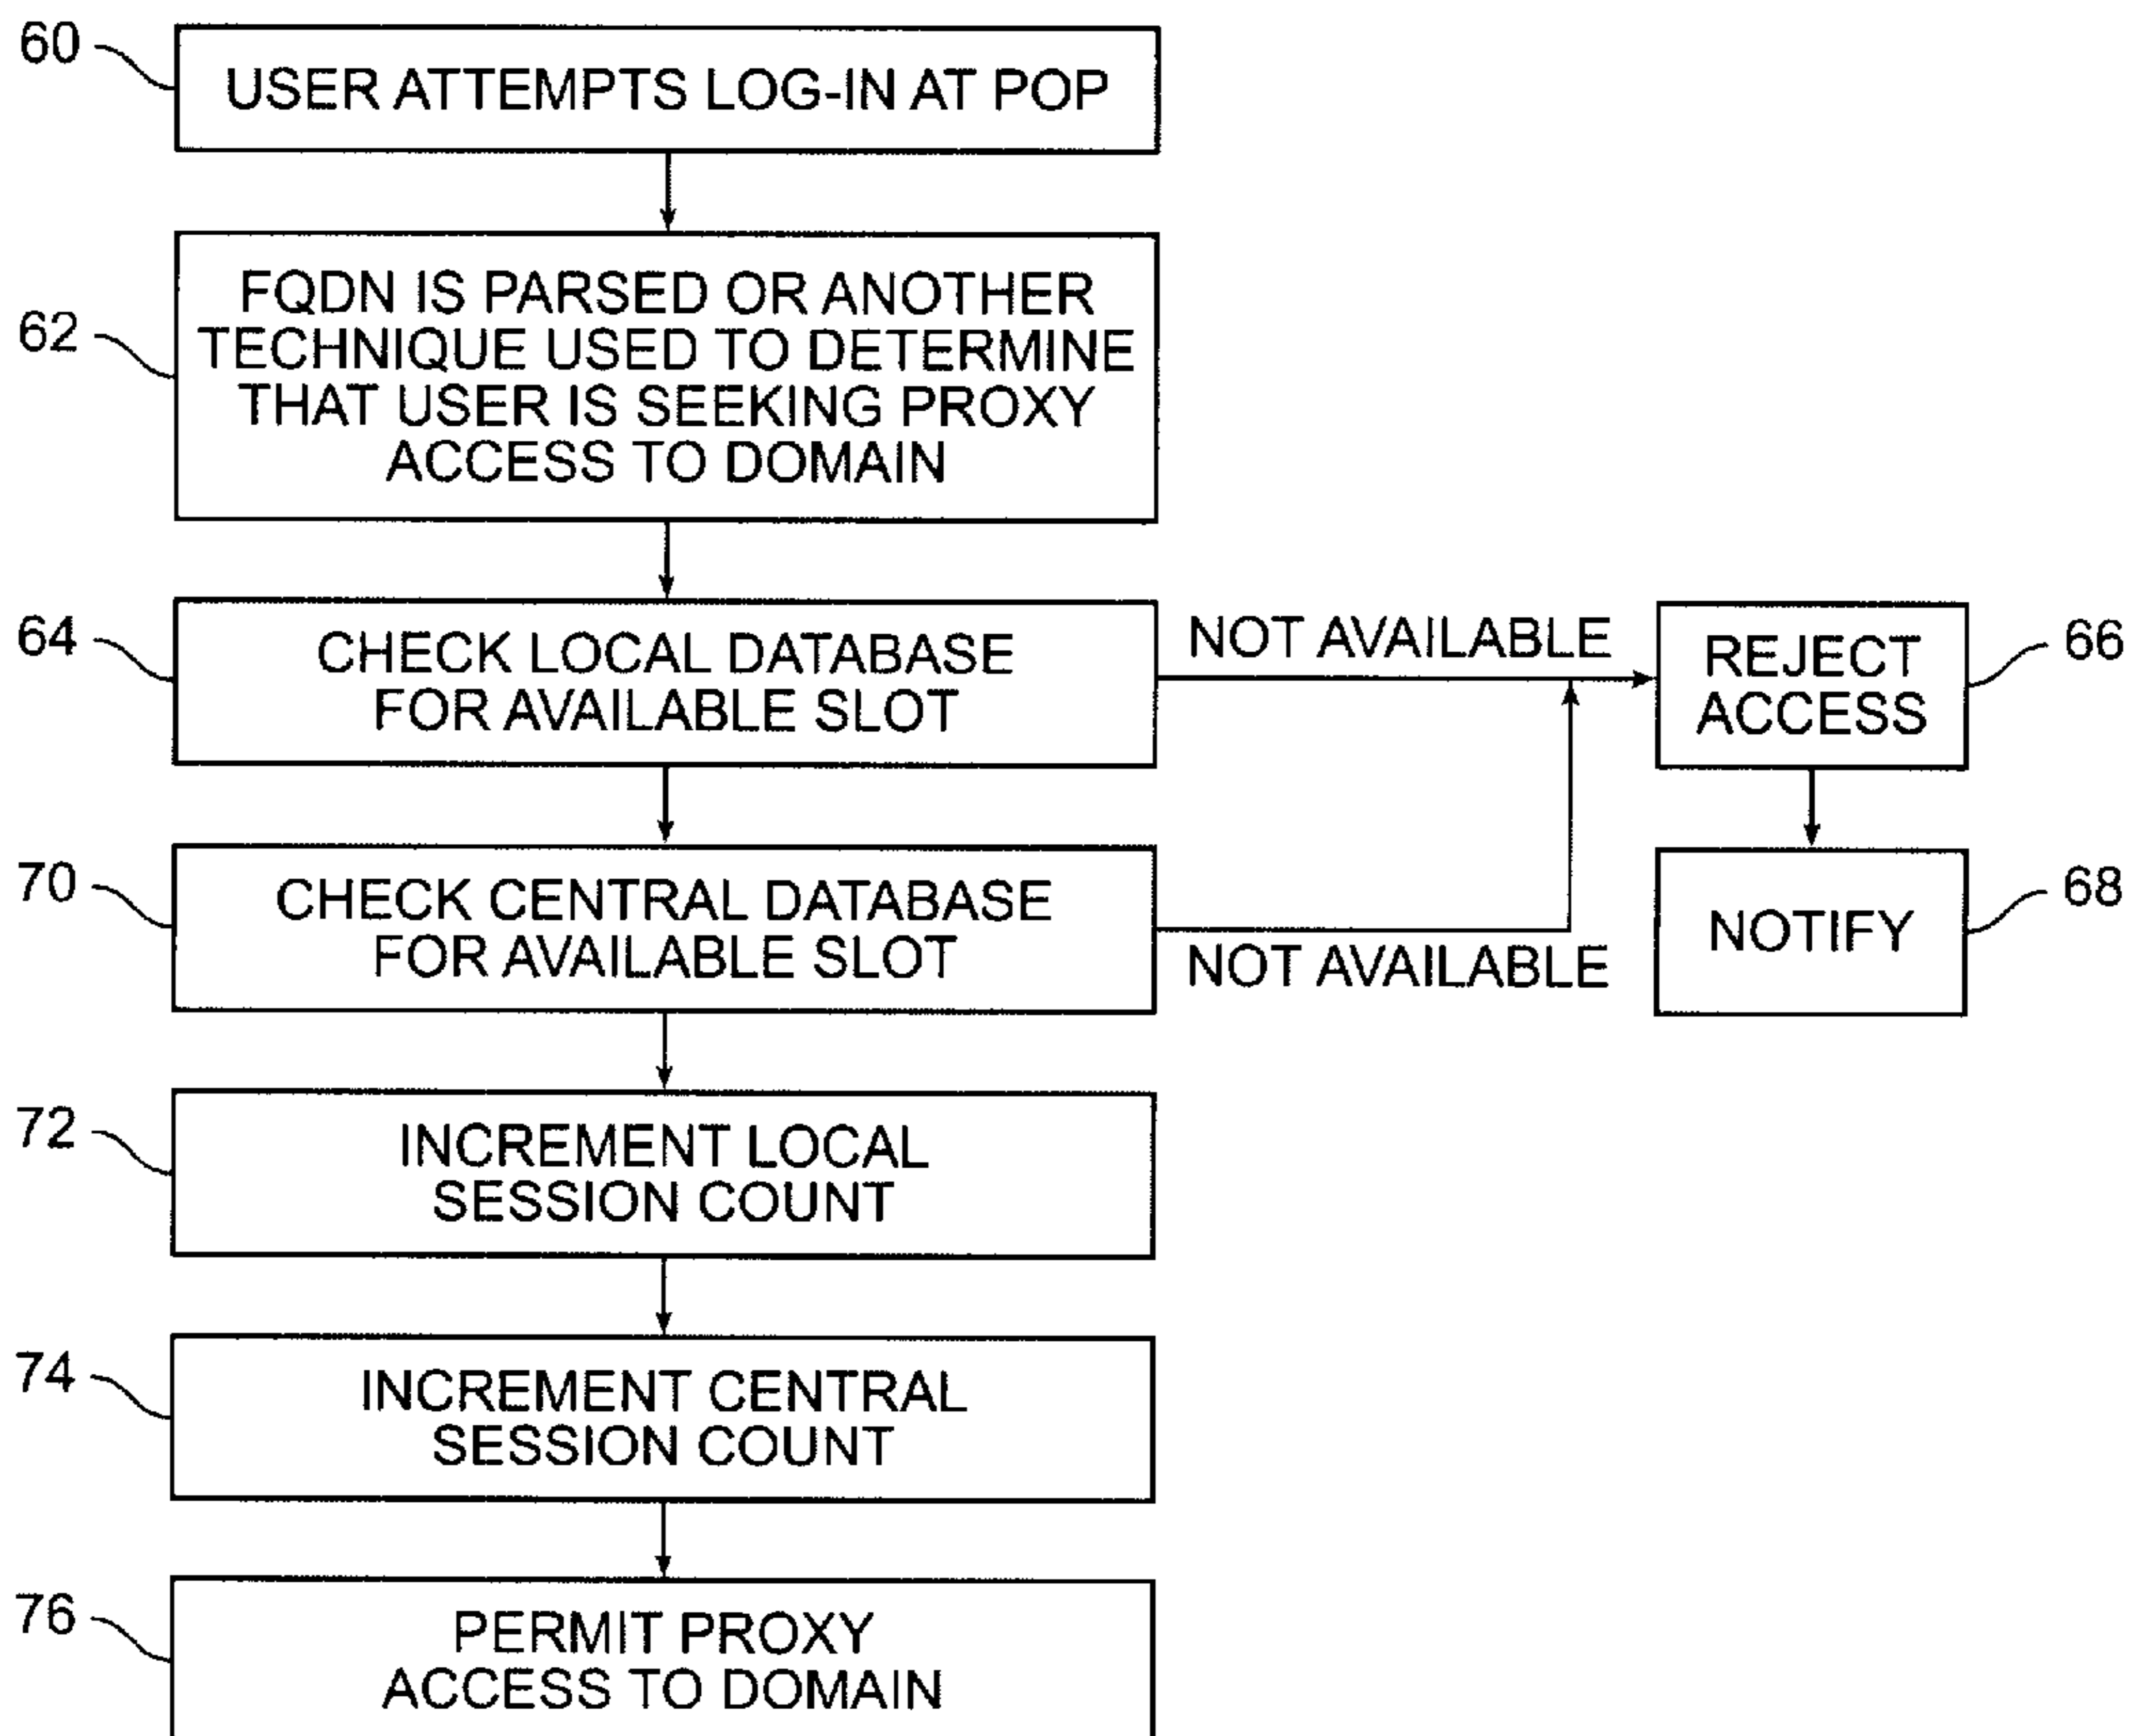 60
USER ATTEMPTS LOG-IN AT POP
62
FQDN IS PARSED OR ANOTHER
TECHNIQUE USED TO DETERMINE
THAT USER IS SEEKING PROXY
ACCESS TO DOMAIN
64
CHECK LOCAL DATABASE
FOR AVAILABLE SLOT
NOT AVAILABLE
REJECT
ACCESS
66
70
CHECK CENTRAL DATABASE
FOR AVAILABLE SLOT
NOT AVAILABLE
NOTIFY
68
72
INCREMENT LOCAL
SESSION COUNT
74
INCREMENT CENTRAL
SESSION COUNT
76
PERMIT PROXY
ACCESS TO DOMAIN